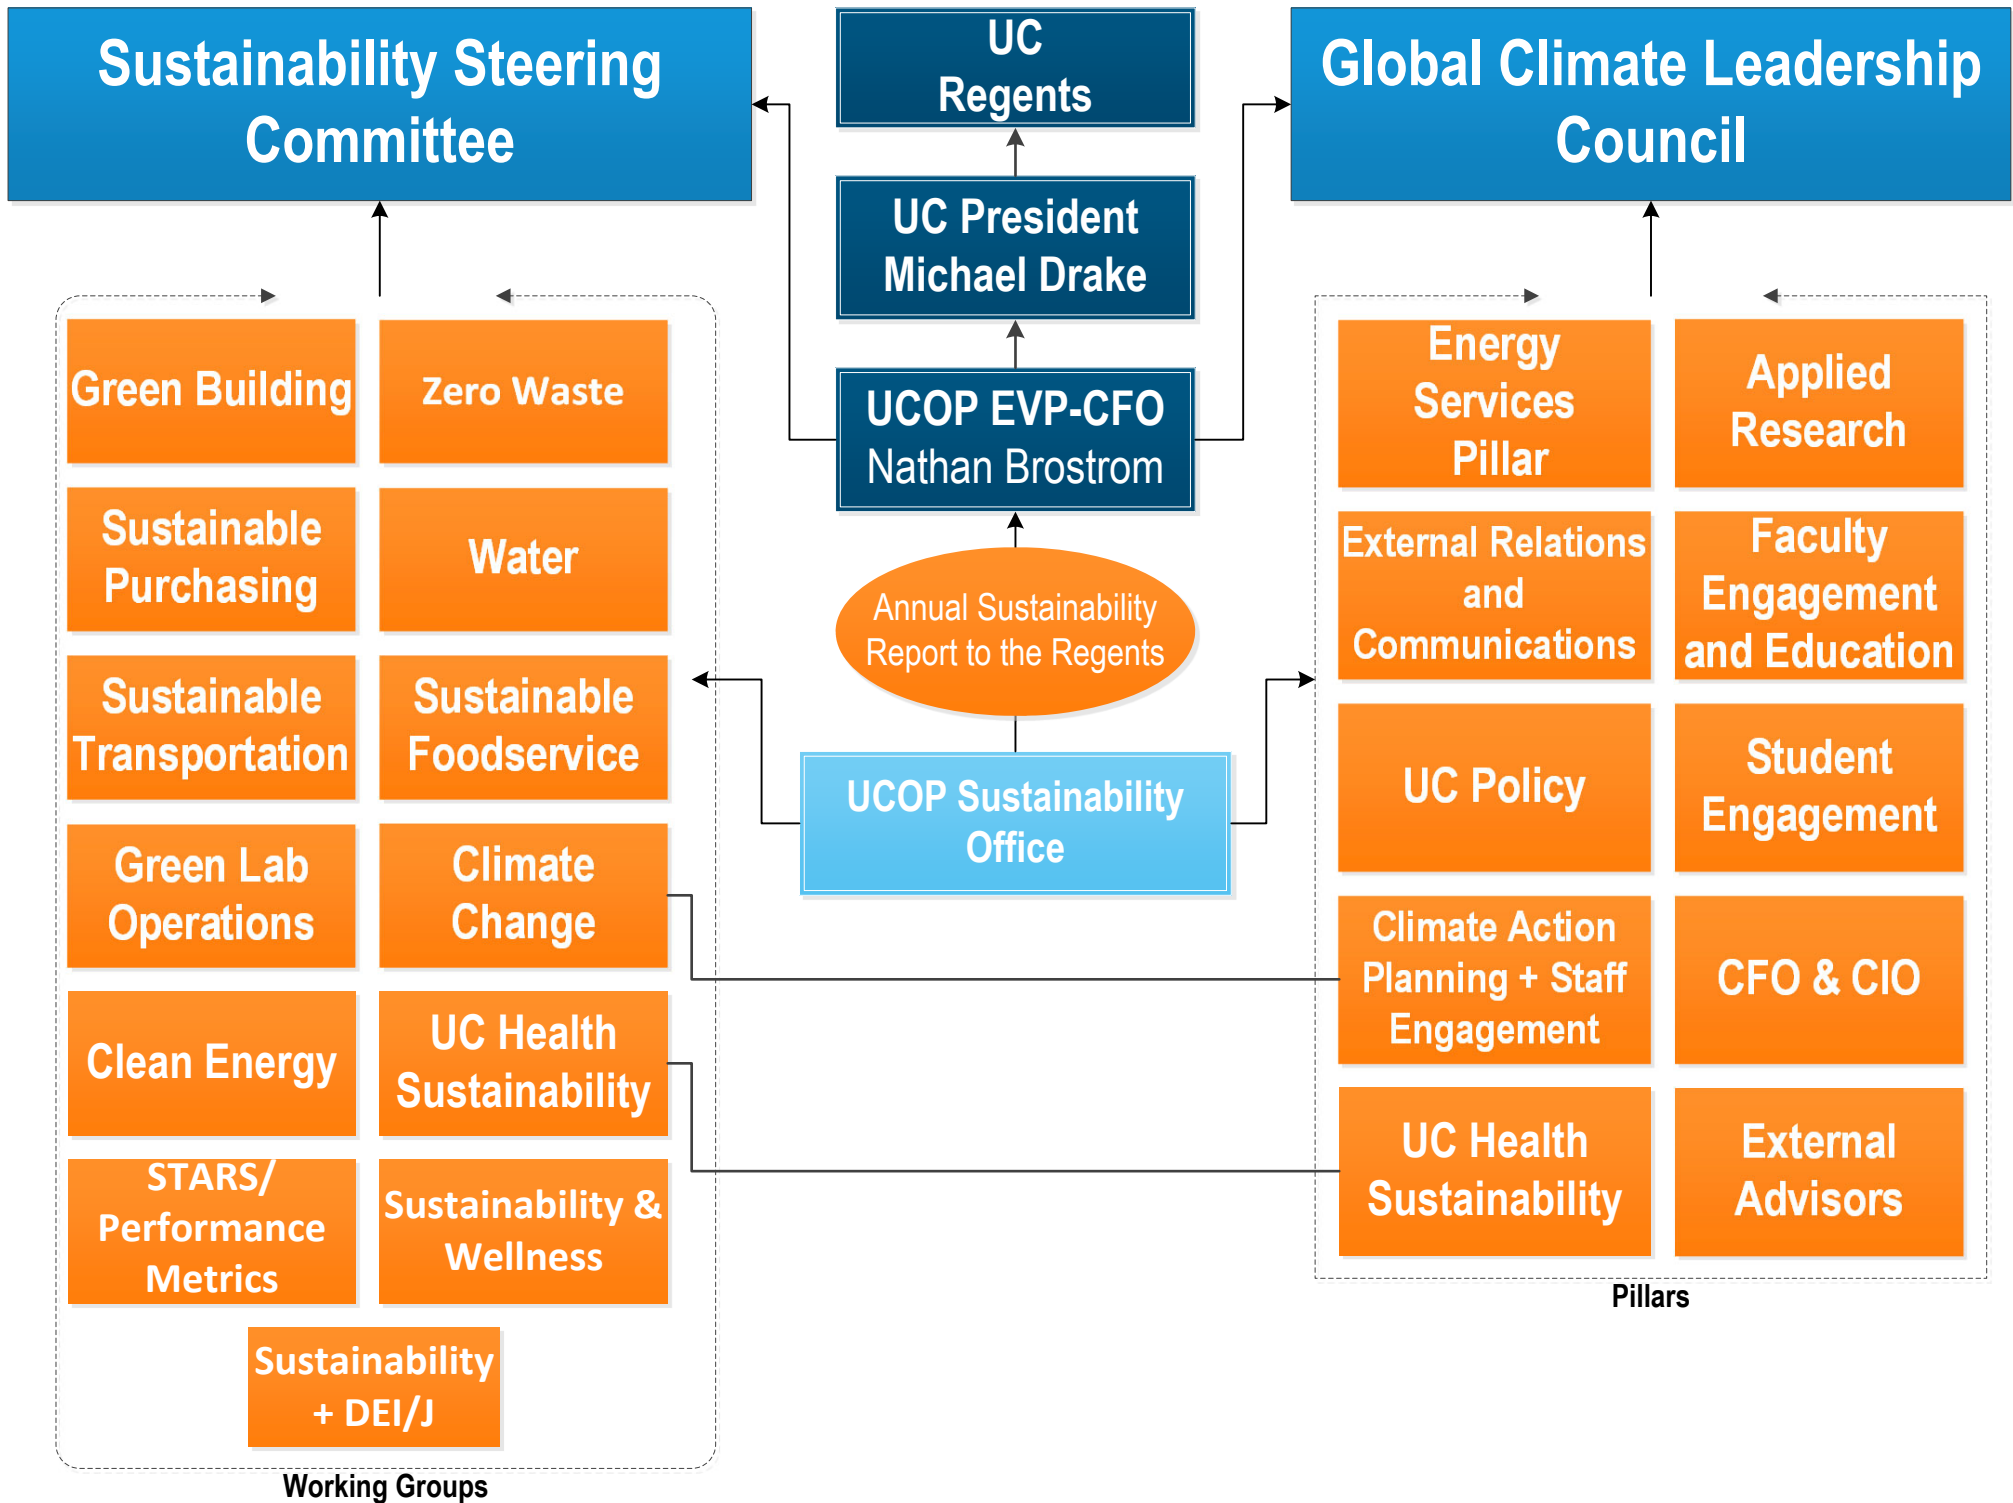 Sustainability Steering
Committee
UC
Regents
Global Climate Leadership
Council
UC President
Michael Drake
UCOP EVP-CFO
Nathan Brostrom
Annual Sustainability
Report to the Regents
UCOP Sustainability
Office
Green Building
Zero Waste
Sustainable
Purchasing
Water
Sustainable
Transportation
Sustainable
Foodservice
Green Lab
Operations
Climate
Change
Clean Energy
UC Health
Sustainability
STARS/
Performance
Metrics
Sustainability &
Wellness
Sustainability
+ DEI/J
Working Groups
Energy
Services
Pillar
Applied
Research
External Relations
and
Communications
Faculty
Engagement
and Education
UC Policy
Student
Engagement
Climate Action
Planning + Staff
Engagement
CFO & CIO
UC Health
Sustainability
External
Advisors
Pillars